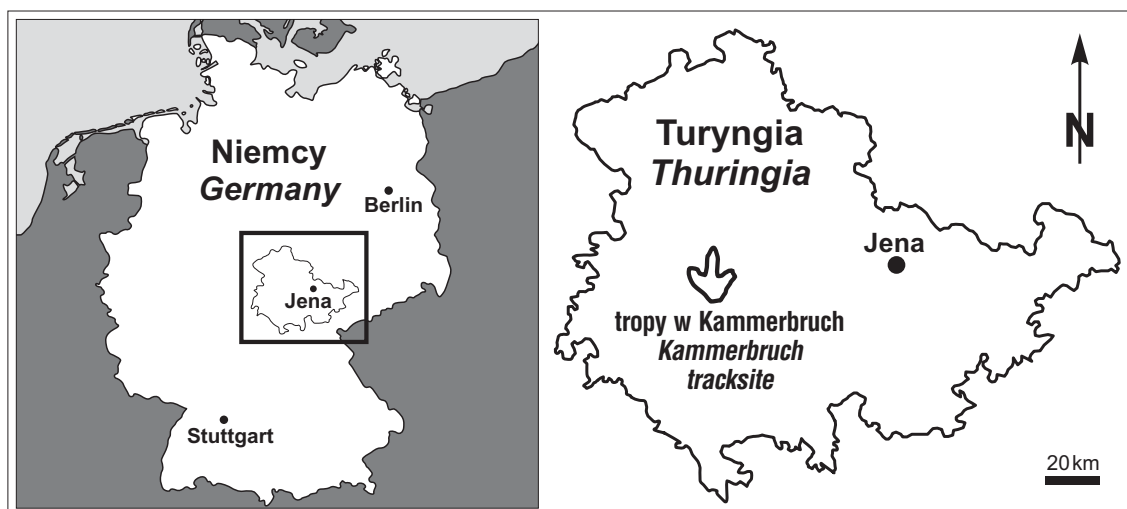 Niemcy
Germany
Berlin
Jena
Stuttgart
Turyngia
Thuringia
N
Jena
tropy w Kammerbruch
Kammerbruch
tracksite
20 km